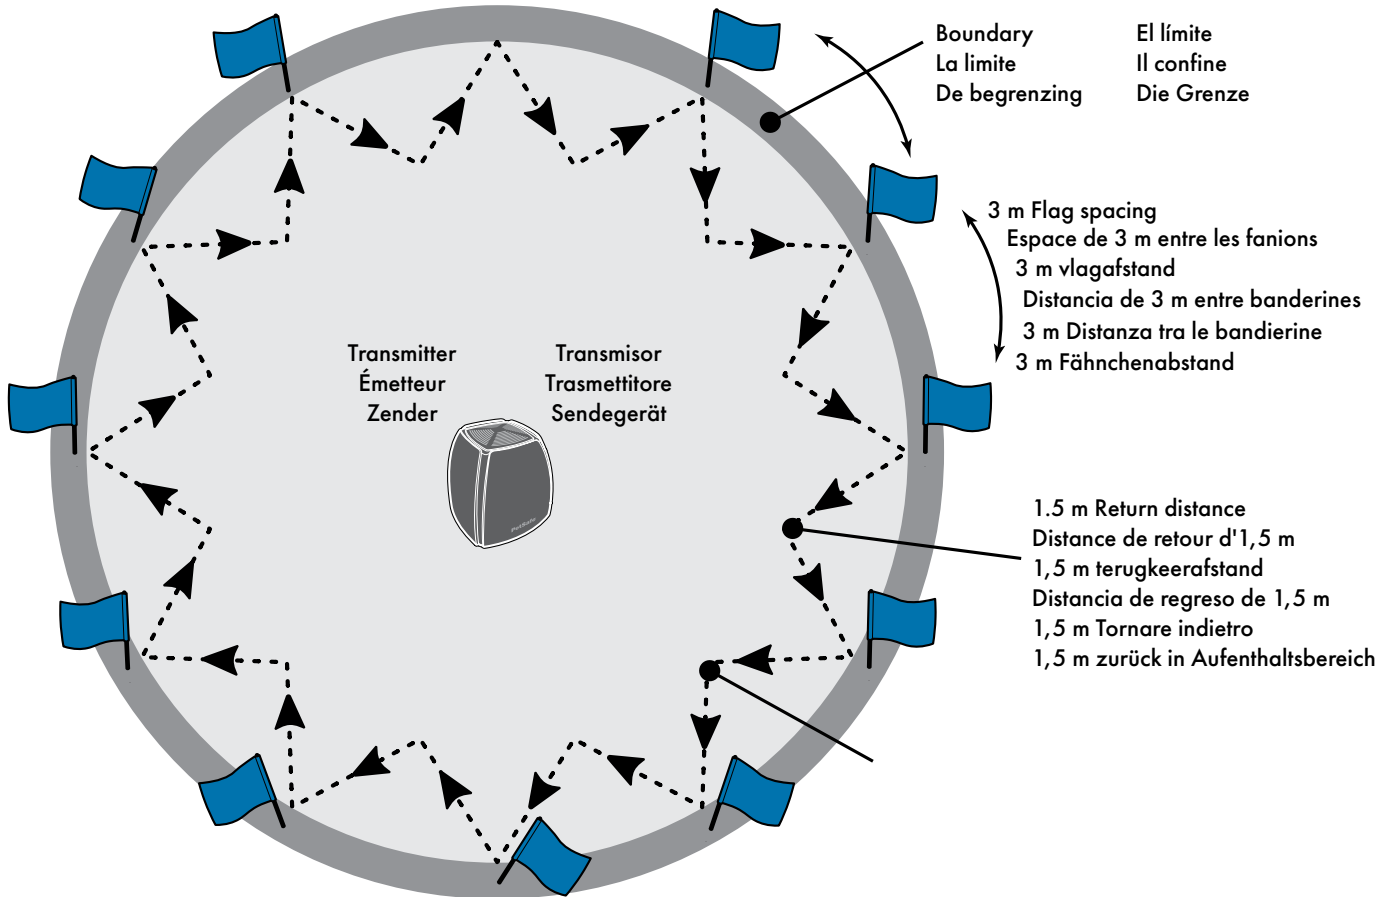 Boundary
La limite
De begrenzing
El límite
Il confine
Die Grenze
3 m Flag spacing
Espace de 3 m entre les fanions
3 m vlagafstand
Distancia de 3 m entre banderines
3 m Distanza tra le bandierine
3 m Fähnchenabstand
Transmitter
Émetteur
Zender
Transmisor
Trasmettitore
Sendegerät
PetSafe
1.5 m Return distance
Distance de retour d'1,5 m
1,5 m terugkeerafstand
Distancia de regreso de 1,5 m
1,5 m Tornare indietro
1,5 m zurück in Aufenthaltsbereich